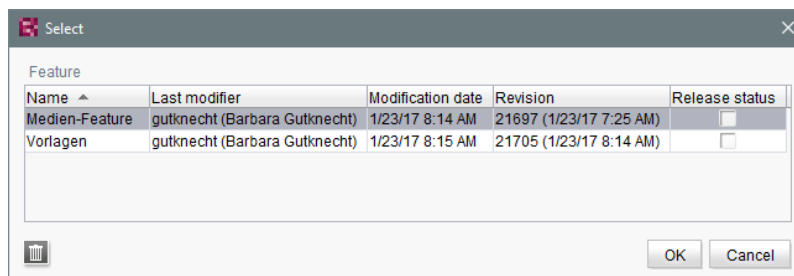 Select
Feature
Name Last modifier Modification date Revision Release status
Medien-Feature gutknecht (Barbara Gutknecht) 1/23/17 8:14 AM 21697 (1/23/17 7:25 AM)
Vorlagen gutknecht (Barbara Gutknecht) 1/23/17 8:15 AM 21705 (1/23/17 8:14 AM)
OK Cancel